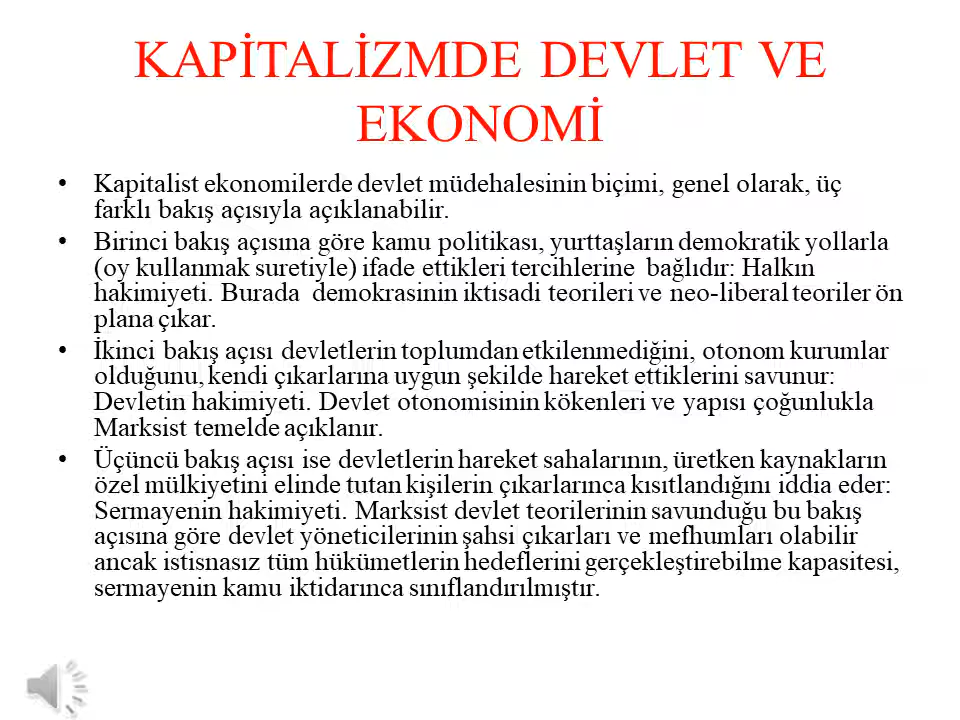 KAPİTALİZMDE DEVLET VE
EKONOMİ
• Kapitalist ekonomilerde devlet müdehalesinin biçimi, genel olarak, üç
farklı bakış açısıyla açıklanabilir.
• Birinci bakış açısına göre kamu politikası, yurttaşların demokratik yollarla
(oy kullanmak suretiyle) ifade ettikleri tercihlerine bağlıdır: Halkın
hakimiyeti. Burada demokrasinin iktisadi teorileri ve neo-liberal teoriler ön
plana çıkar.
• İkinci bakış açısı devletlerin toplumdan etkilenmediğini, otonom kurumlar
olduğunu, kendi çıkarlarına uygun şekilde hareket ettiklerini savunur:
Devletin hakimiyeti. Devlet otonomisinin kökenleri ve yapısı çoğunlukla
Marksist temelde açıklanır.
• Üçüncü bakış açısı ise devletlerin hareket sahalarının, üretken kaynakların
özel mülkiyetini elinde tutan kişilerin çıkarlarınca kısıtlandığını iddia eder:
Sermayenin hakimiyeti. Marksist devlet teorilerinin savunduğu bu bakış
açısına göre devlet yöneticilerinin şahsi çıkarları ve mefhumları olabilir
ancak istisnasız tüm hükümetlerin hedeflerini gerçekleştirebilme kapasitesi,
sermayenin kamu iktidarınca sınıflandırılmıştır.